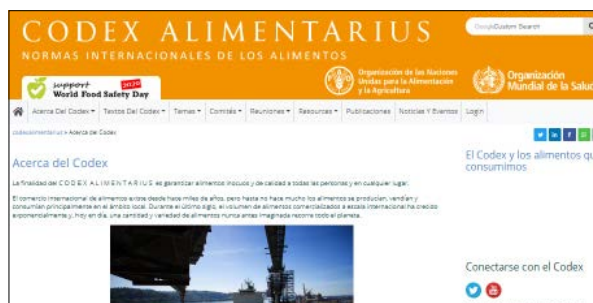 CODEX ALIMENTARIUS
NORMAS INTERNACIONALES DE LOS ALIMENTOS
Google Custom Search
support
World Food Safety Day
2020
Organización de las Naciones
Unidas para la Alimentación
y la Agricultura
Organización
Mundial de la Salud
Acerca Del Codex Textos Del Codex Temas Comités Reuniones Resources Publicaciones Noticias Y Eventos Login
codexalimentarius » Acerca de Codex
Acerca del Codex
La finalidad del CODEX ALIMENTARIUS es garantizar alimentos inocuos y de calidad a todas las personas y en cualquier lugar.
El comercio internacional de alimentos existe desde hace miles de años, pero hasta no hace mucho los alimentos se producían, vendían y
consumían principalmente en el ámbito local. Durante el último siglo, el volumen de alimentos comercializados a escala internacional ha crecido
exponencialmente y, hoy en día, una cantidad y variedad de alimentos nunca antes imaginada recorre todo el planeta.
El Codex y los alimentos qu
consumimos
Conectarse con el Codex